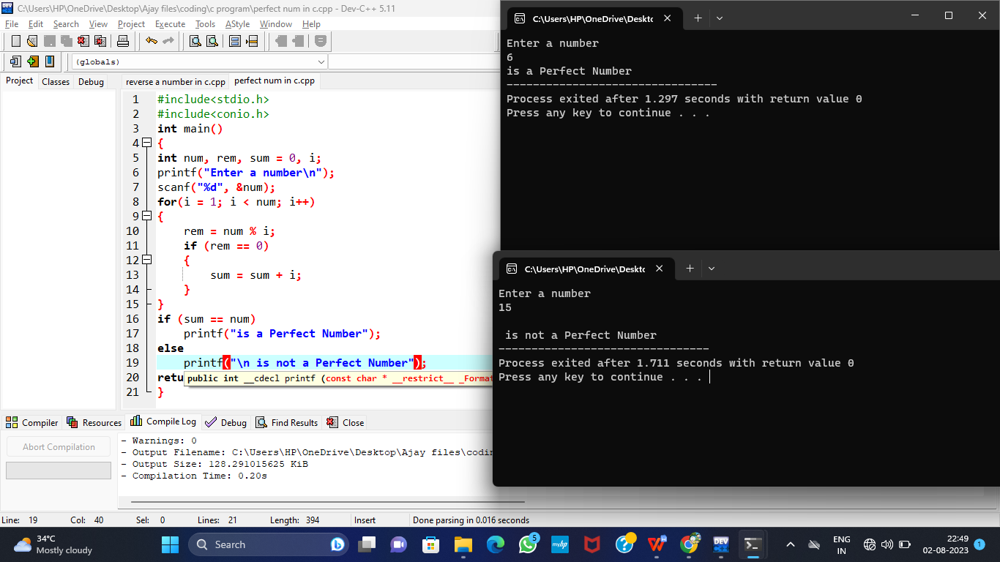 C:\Users\HP\OneDrive\Desktop\Ajay files\coding\c program\perfect num in c.cpp - Dev-C++ 5.11
File Edit Search View Project Execute Tools AStyle Window Help
(globals)
Project Classes Debug
reverse a number in c.cpp perfect num in c.cpp
1 #include<stdio.h>
2 #include<conio.h>
3 int main()
4 {
5 int num, rem, sum = 0, i;
6 printf("Enter a number\n");
7 scanf("%d", &num);
8 for(i = 1; i < num; i++)
9 {
10 rem = num % i;
11 if (rem == 0)
12 {
13 sum = sum + i;
14 }
15 }
16 if (sum == num)
17 printf("is a Perfect Number");
18 else
19 printf("\n is not a Perfect Number");
20 retu
public int __cdecl printf (const char * __restrict__ _Format
21 }
C:\Users\HP\OneDrive\Deskto
Enter a number
6
is a Perfect Number
--------------------------------
Process exited after 1.297 seconds with return value 0
Press any key to continue . . .
C:\Users\HP\OneDrive\Deskto
Enter a number
15
is not a Perfect Number
--------------------------------
Process exited after 1.711 seconds with return value 0
Press any key to continue . . .
Compiler Resources Compile Log Debug Find Results Close
Abort Compilation
- Warnings: 0
- Output Filename: C:\Users\HP\OneDrive\Desktop\Ajay files\codin
- Output Size: 128.291015625 KiB
- Compilation Time: 0.20s
Line: 19 Col: 40 Sel: 0 Lines: 21 Length: 394 Insert Done parsing in 0.016 seconds
34°C
Mostly cloudy
Search
5
myhp
DEV
ENG
IN
22:49
02-08-2023
1